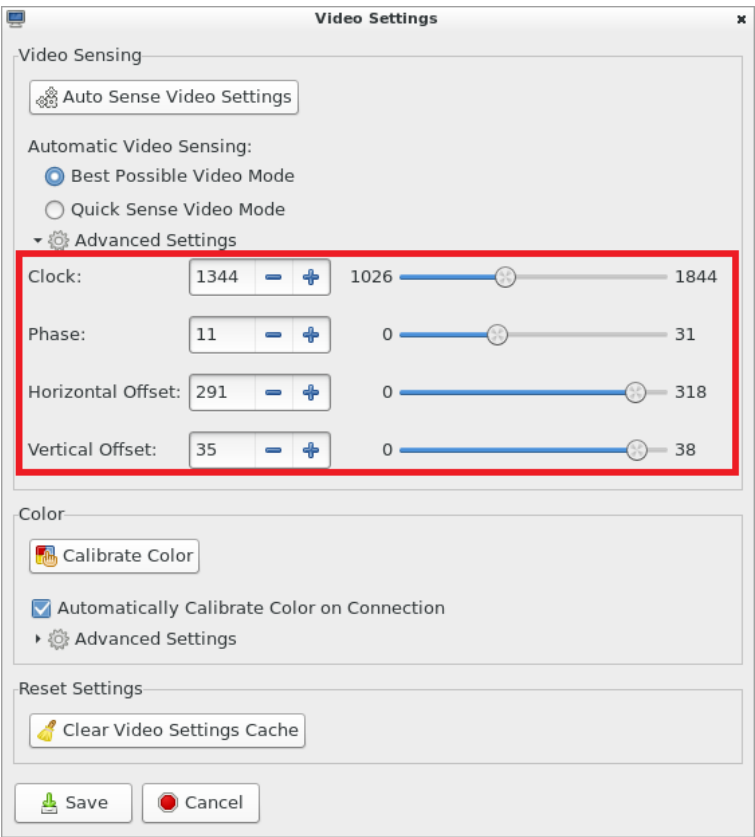 Video Settings
Video Sensing
Auto Sense Video Settings
Automatic Video Sensing:
Best Possible Video Mode
Quick Sense Video Mode
Advanced Settings
Clock: 1344 1026 1844
Phase: 11 0 31
Horizontal Offset: 291 0 318
Vertical Offset: 35 0 38
Color
Calibrate Color
Automatically Calibrate Color on Connection
Advanced Settings
Reset Settings
Clear Video Settings Cache
Save Cancel